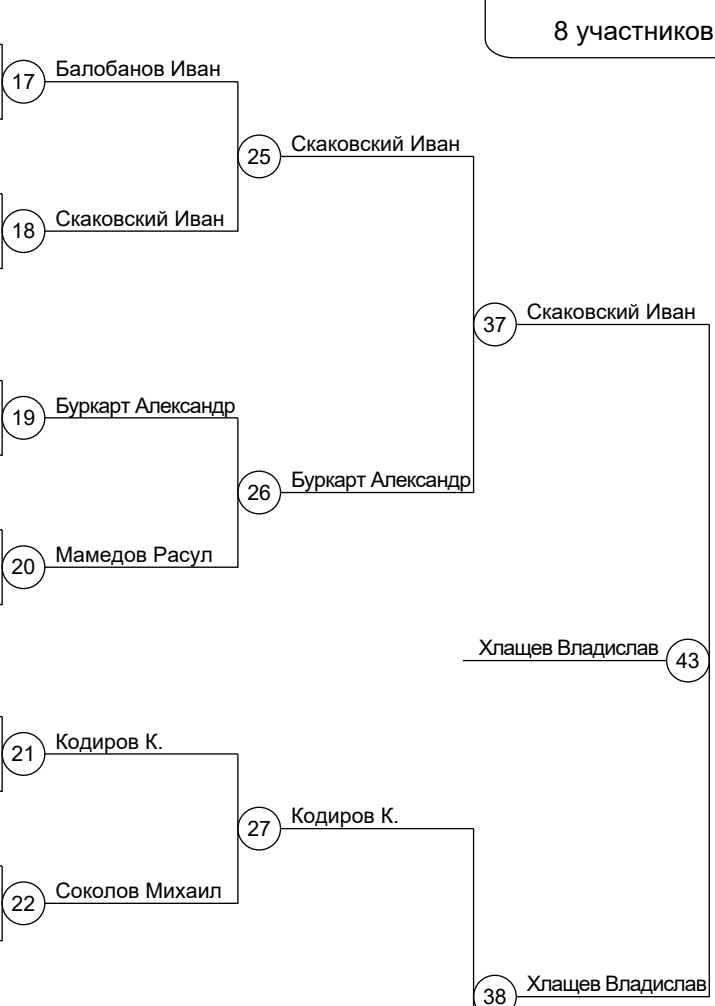 8 участников
17
Балобанов Иван
25
Скаковский Иван
18
Скаковский Иван
37
Скаковский Иван
19
Буркарт Александр
26
Буркарт Александр
20
Мамедов Расул
Хлащев Владислав
43
21
Кодиров К.
27
Кодиров К.
22
Соколов Михаил
38
Хлащев Владислав